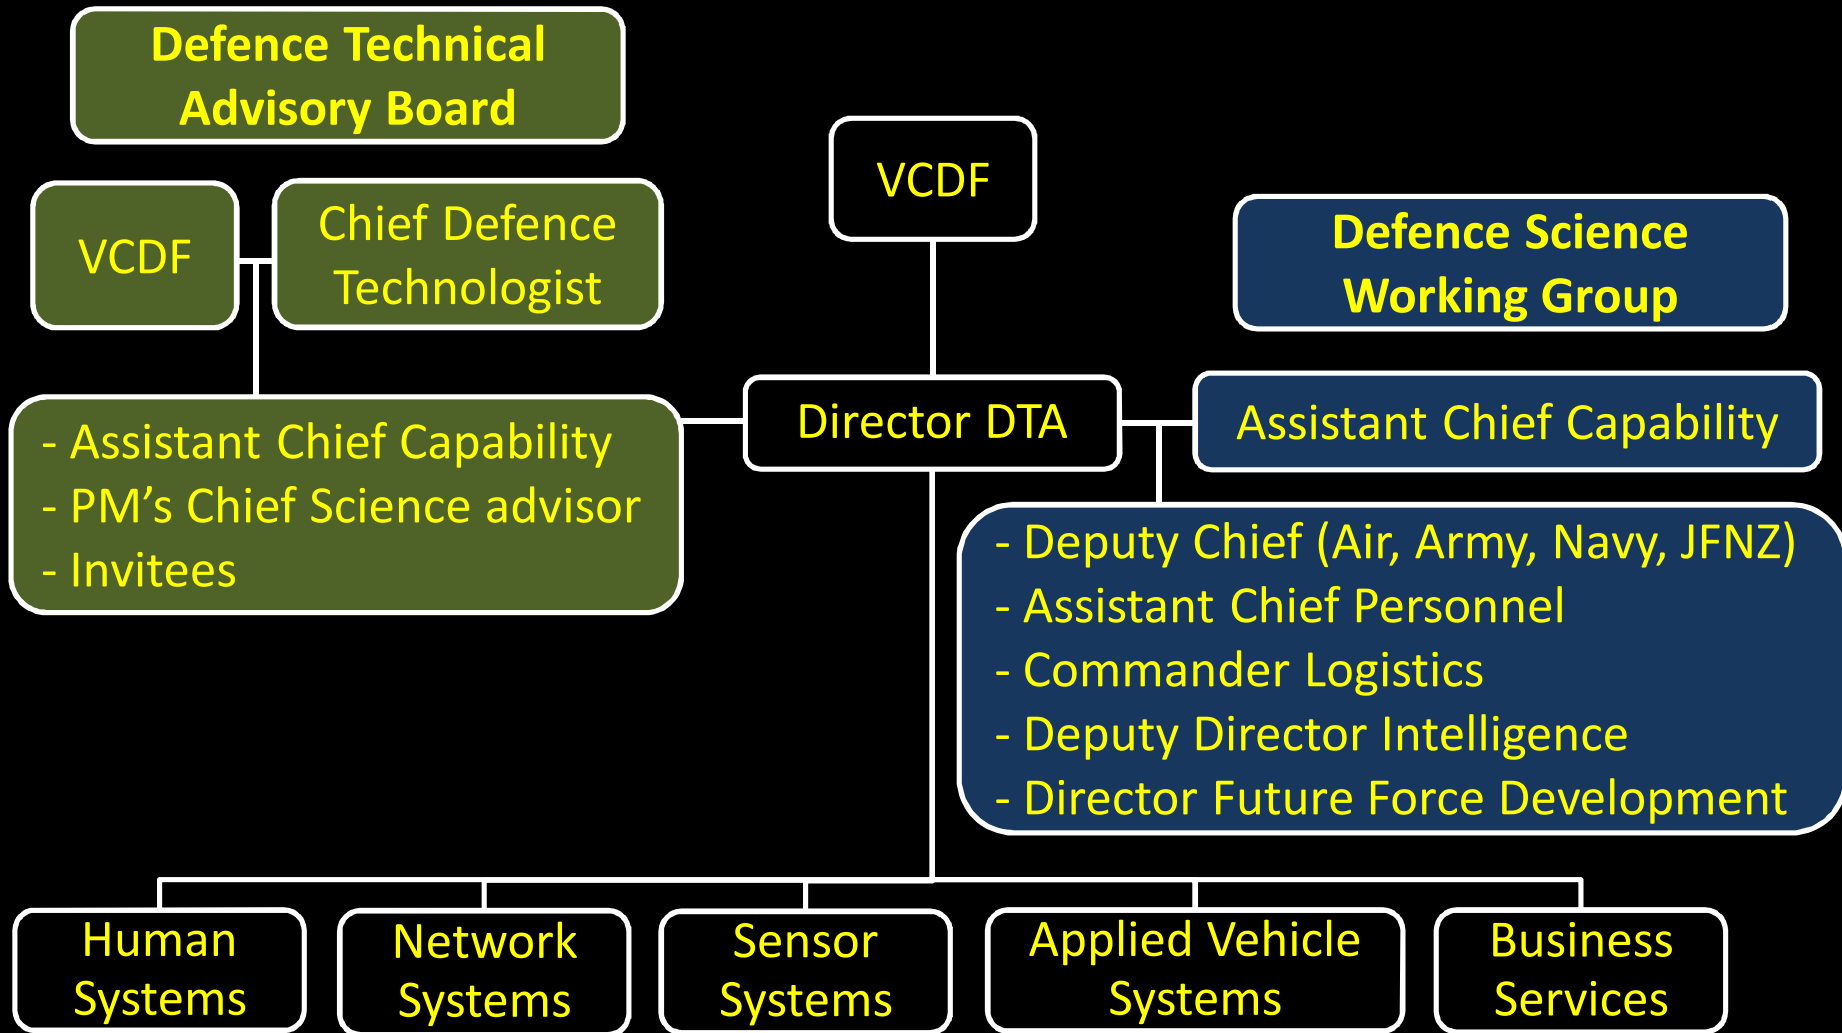 Defence Technical
Advisory Board
VCDF
Chief Defence
Technologist
- Assistant Chief Capability
- PM’s Chief Science advisor
- Invitees
VCDF
Director DTA
Defence Science
Working Group
Assistant Chief Capability
- Deputy Chief (Air, Army, Navy, JFNZ)
- Assistant Chief Personnel
- Commander Logistics
- Deputy Director Intelligence
- Director Future Force Development
Human
Systems
Network
Systems
Sensor
Systems
Applied Vehicle
Systems
Business
Services